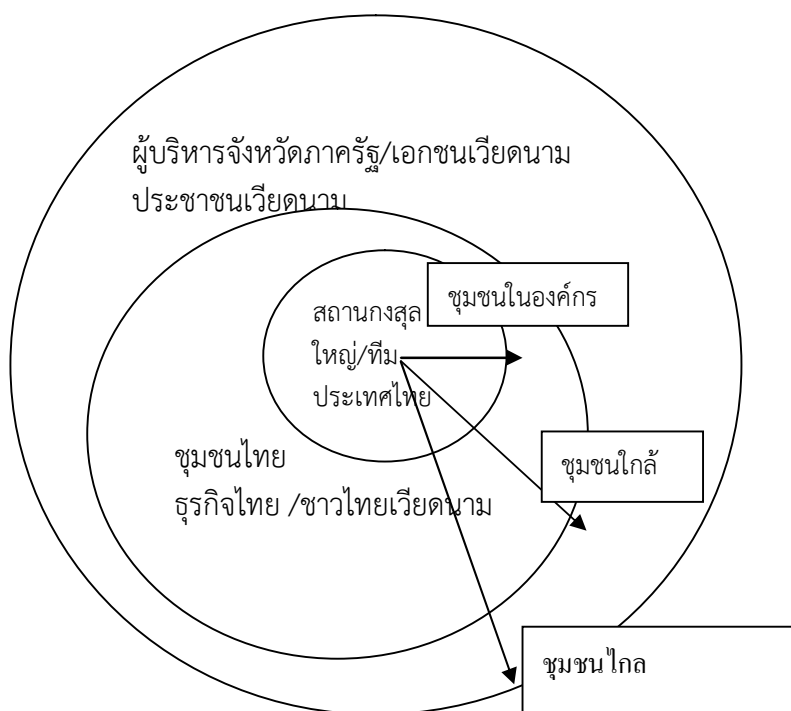 ผู้บริหารจังหวัดภาครัฐ/เอกชนเวียดนาม
ประชาชนเวียดนาม
ชุมชนในองค์กร
สถานกงสุล
ใหญ่/ทีม
ประเทศไทย
ชุมชนไทย
ธุรกิจไทย /ชาวไทยเวียดนาม
ชุมชนใกล้
ชุมชนไกล